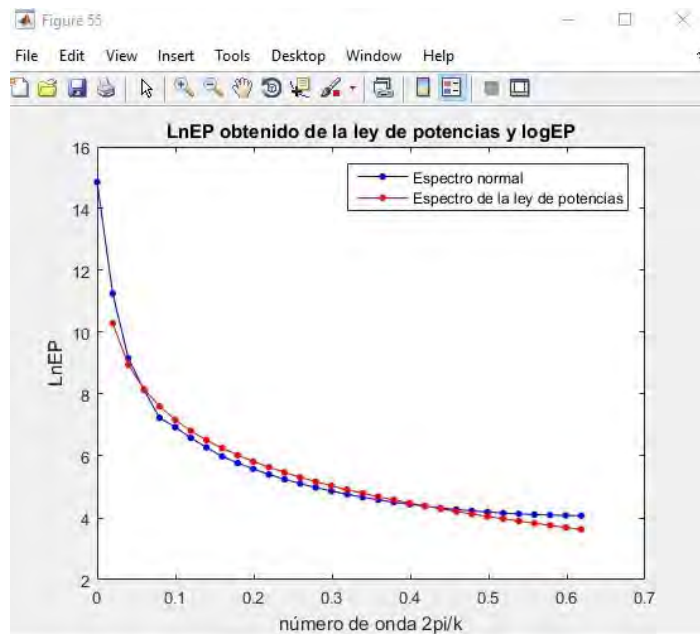 Figure 55
File Edit View Insert Tools Desktop Window Help
LnEP obtenido de la ley de potencias y logEP
Espectro normal
Espectro de la ley de potencias
16
14
12
10
8
6
4
2
LnEP
0 0.1 0.2 0.3 0.4 0.5 0.6 0.7
número de onda 2pi/k